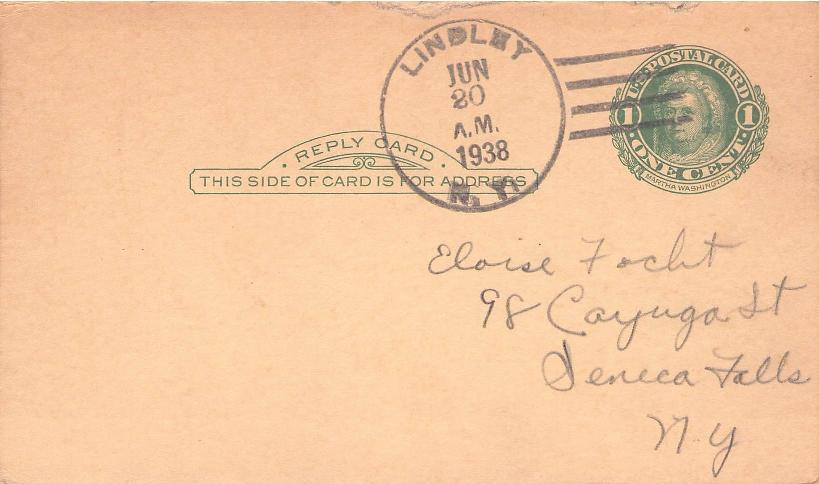 LINDLEY
JUN
20
A.M.
1938
N. Y.
U.S. POSTAL CARD
1 1
ONE CENT
MARTHA WASHINGTON
REPLY CARD
THIS SIDE OF CARD IS FOR ADDRESS
Eloise Focht
98 Cayuga St
Seneca Falls
N Y